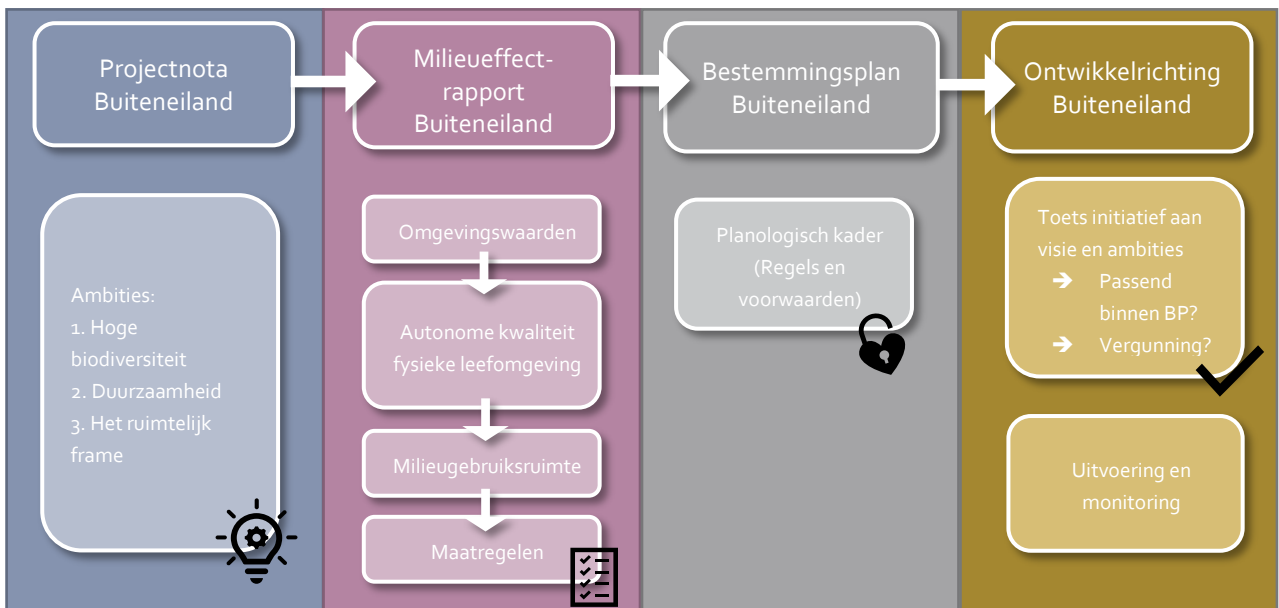 Projectnota
Buiteneiland
Milieueffect-
rapport
Buiteneiland
Bestemmingsplan
Buiteneiland
Ontwikkelrichting
Buiteneiland
Ambities:
1. Hoge
biodiversiteit
2. Duurzaamheid
3. Het ruimtelijk
frame
Omgevingswaarden
Autonome kwaliteit
fysieke leefomgeving
Milieugebruiksruimte
Maatregelen
Planologisch kader
(Regels en
voorwaarden)
Toets initiatief aan
visie en ambities
➔ Passend
binnen BP?
➔ Vergunning?
Uitvoering en
monitoring